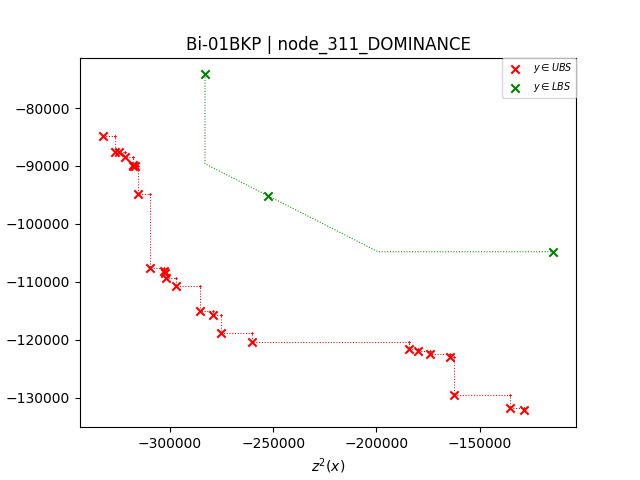 Bi-01BKP | node_311_DOMINANCE
y ∈ UBS
y ∈ LBS
−80000
−90000
−100000
−110000
−120000
−130000
−300000 −250000 −200000 −150000
z²(x)